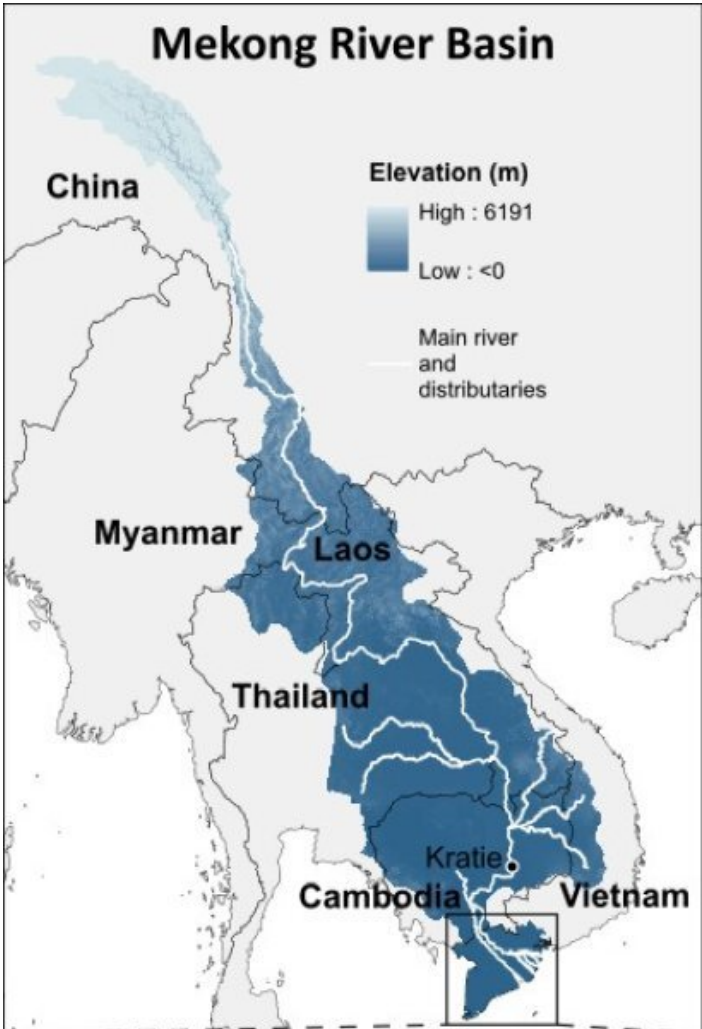 Mekong River Basin
China
Elevation (m)
High : 6191
Low : <0
Main river
and
distributaries
Myanmar
Laos
Thailand
Kratie
Cambodia
Vietnam